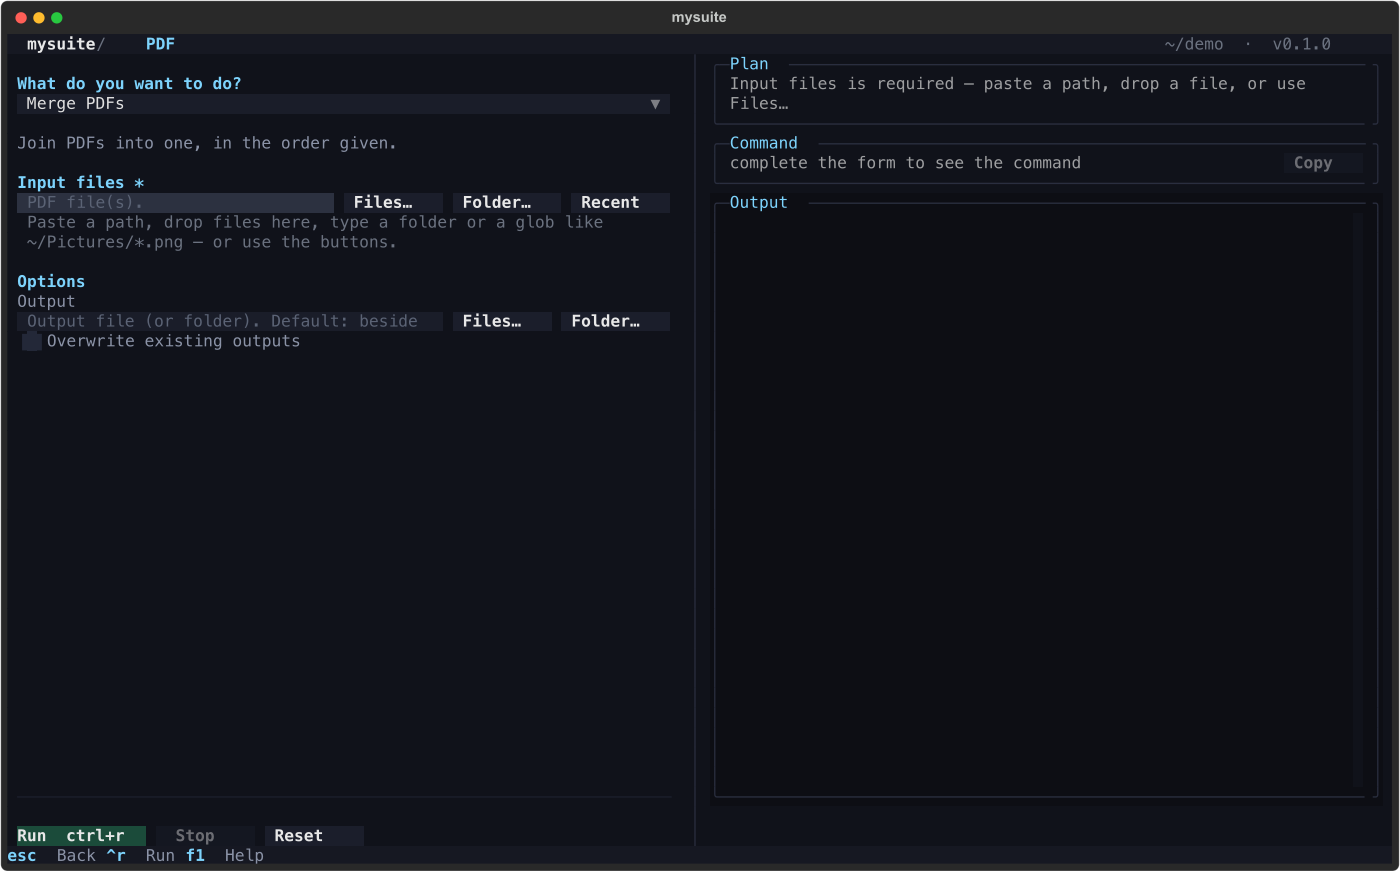 mysuite
mysuite/ PDF ~/demo · v0.1.0
What do you want to do?
Merge PDFs ▼
Join PDFs into one, in the order given.
Input files *
PDF file(s). Files… Folder… Recent
Paste a path, drop files here, type a folder or a glob like
~/Pictures/*.png — or use the buttons.
Options
Output
Output file (or folder). Default: beside Files… Folder…
Overwrite existing outputs
Run ctrl+r Stop Reset
Plan
Input files is required — paste a path, drop a file, or use
Files…
Command
complete the form to see the command Copy
Output
esc Back ^r Run f1 Help